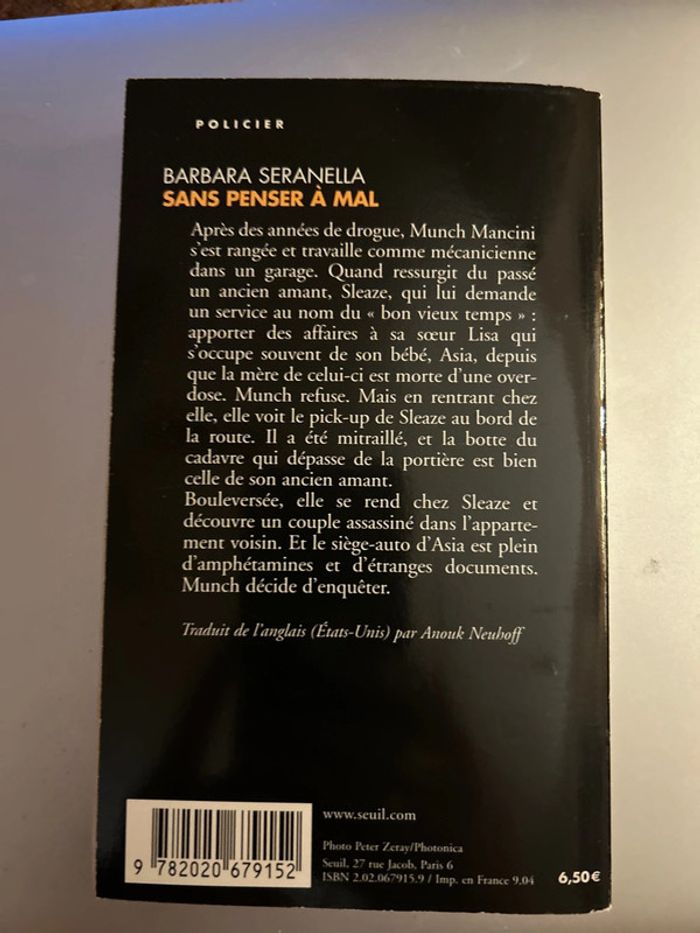 POLICIER
BARBARA SERANELLA
SANS PENSER À MAL
Après des années de drogue, Munch Mancini
s'est rangée et travaille comme mécanicienne
dans un garage. Quand ressurgit du passé
un ancien amant, Sleaze, qui lui demande
un service au nom du « bon vieux temps » :
apporter des affaires à sa sœur Lisa qui
s'occupe souvent de son bébé, Asia, depuis
que la mère de celui-ci est morte d'une over-
dose. Munch refuse. Mais en rentrant chez
elle, elle voit le pick-up de Sleaze au bord de
la route. Il a été mitraillé, et la botte du
cadavre qui dépasse de la portière est bien
celle de son ancien amant.
Bouleversée, elle se rend chez Sleaze et
découvre un couple assassiné dans l'apparte-
ment voisin. Et le siège-auto d'Asia est plein
d'amphétamines et d'étranges documents.
Munch décide d'enquêter.
Traduit de l'anglais (États-Unis) par Anouk Neuhoff
www.seuil.com
Photo Peter Zeray/Photonica
Seuil, 27 rue Jacob, Paris 6
ISBN 2.02.067915.9 / Imp. en France 9.04
6,50€
9 782020 679152